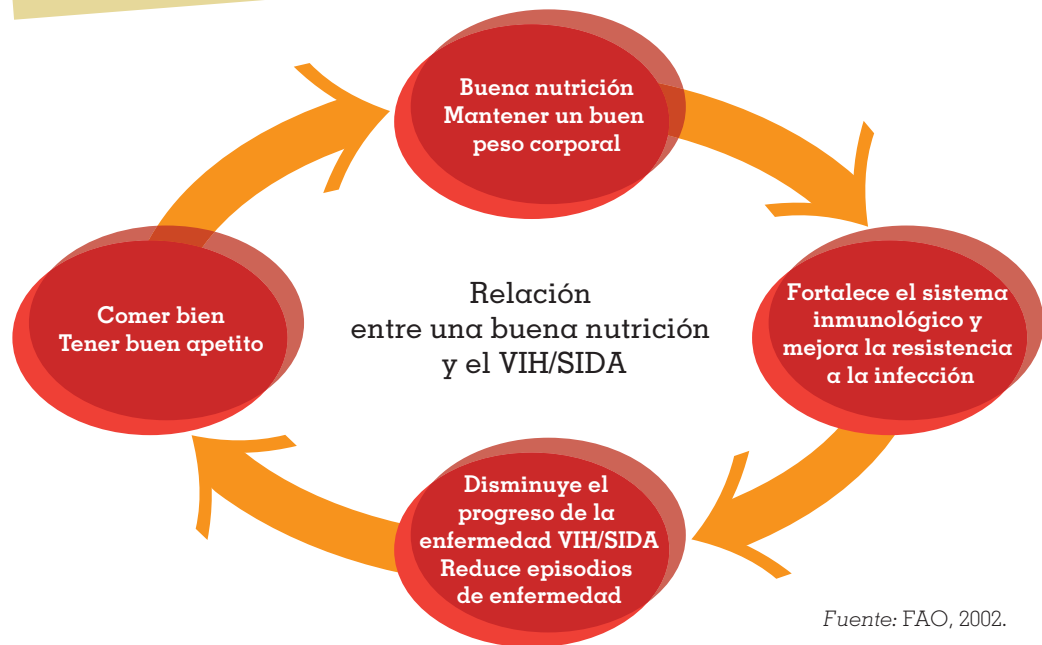 Buena nutrición
Mantener un buen
peso corporal
Fortalece el sistema
inmunológico y
mejora la resistencia
a la infección
Disminuye el
progreso de la
enfermedad VIH/SIDA
Reduce episodios
de enfermedad
Comer bien
Tener buen apetito
Relación
entre una buena nutrición
y el VIH/SIDA
Fuente: FAO, 2002.